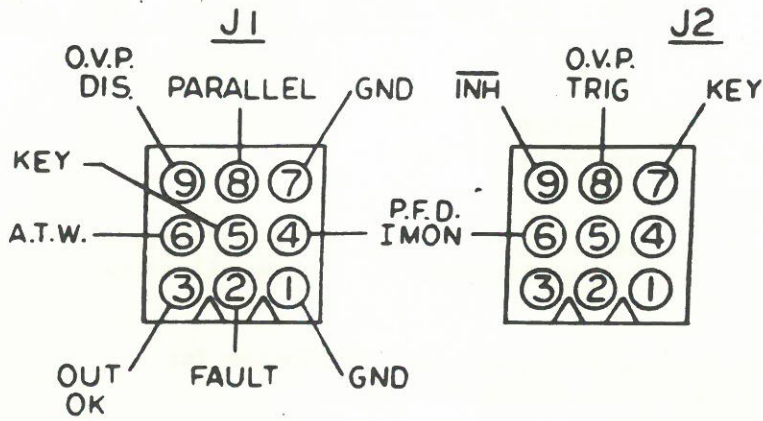 J1
O.V.P.
DIS.
PARALLEL
GND
KEY
9 8 7
A.T.W.
6 5 4
3 2 1
OUT
OK
FAULT
GND
J2
I̅N̅H̅
O.V.P.
TRIG
KEY
9 8 7
P.F.D.
IMON
6 5 4
3 2 1